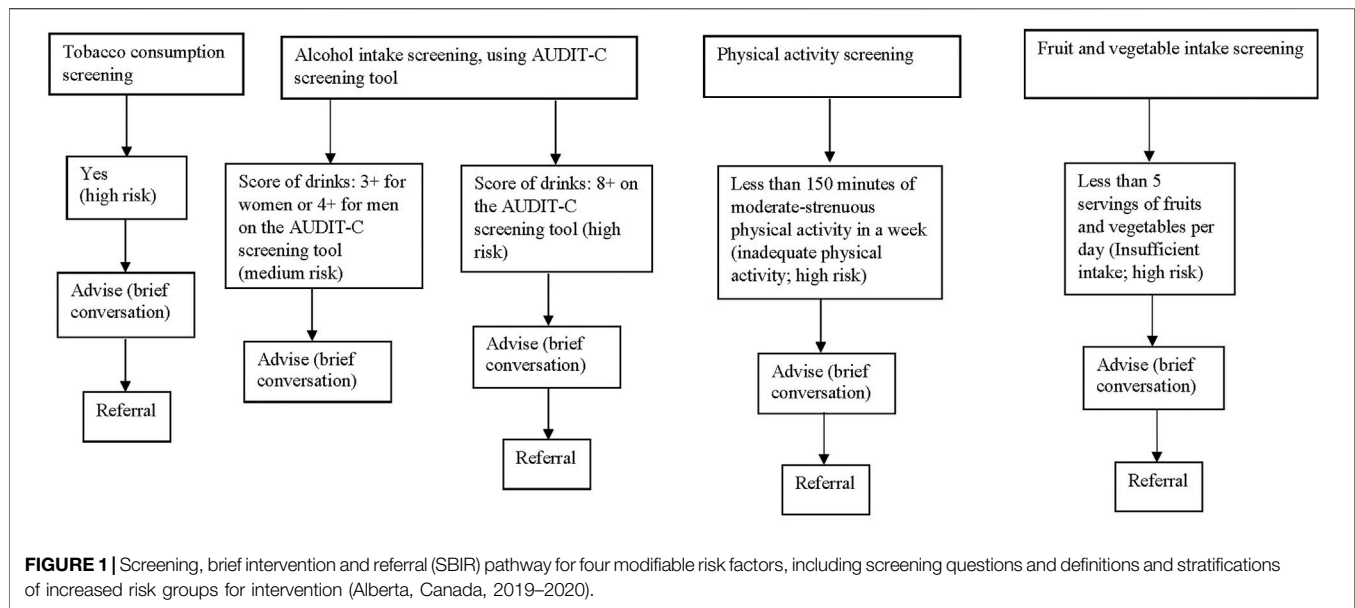 Tobacco consumption
screening
Yes
(high risk)
Advise (brief
conversation)
Referral
Alcohol intake screening, using AUDIT-C
screening tool
Score of drinks: 3+ for
women or 4+ for men
on the AUDIT-C
screening tool
(medium risk)
Advise (brief
conversation)
Score of drinks: 8+ on
the AUDIT-C
screening tool (high
risk)
Advise (brief
conversation)
Referral
Physical activity screening
Less than 150 minutes of
moderate-strenuous
physical activity in a week
(inadequate physical
activity; high risk)
Advise (brief
conversation)
Referral
Fruit and vegetable intake screening
Less than 5
servings of fruits
and vegetables per
day (Insufficient
intake; high risk)
Advise (brief
conversation)
Referral
FIGURE 1 | Screening, brief intervention and referral (SBIR) pathway for four modifiable risk factors, including screening questions and definitions and stratifications
of increased risk groups for intervention (Alberta, Canada, 2019–2020).